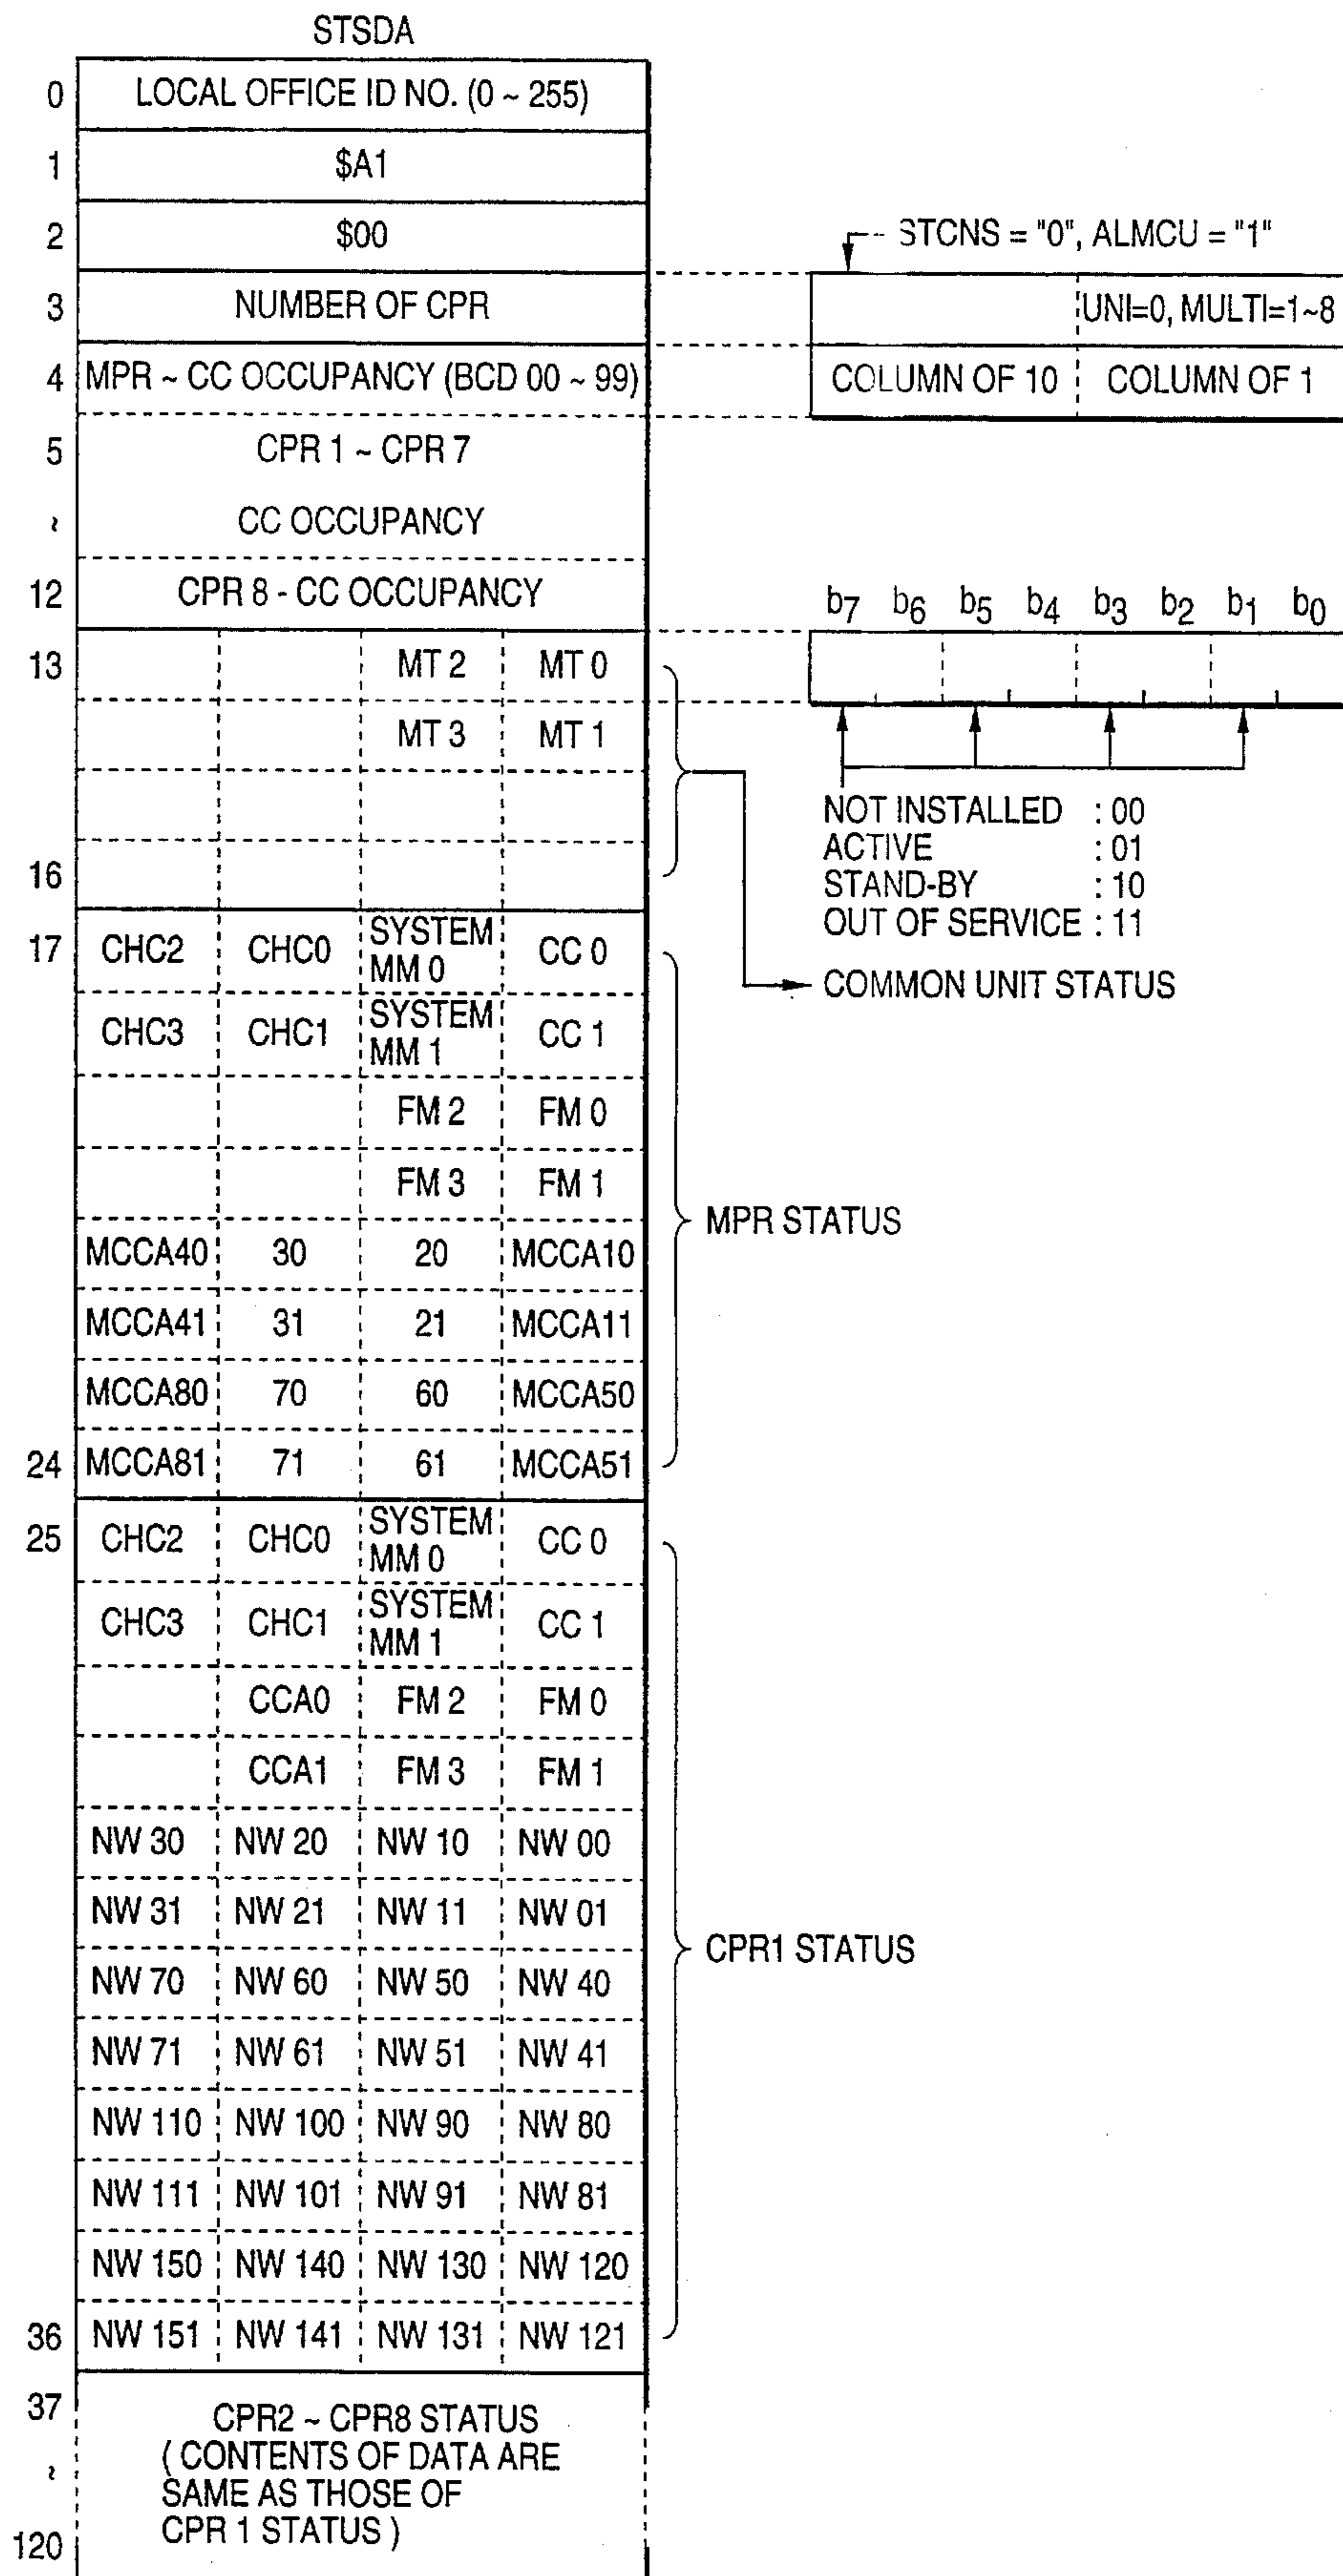 STSDA
0 LOCAL OFFICE ID NO. (0 ~ 255)
1 $A1
2 $00
STCNS = "0", ALMCU = "1"
3 NUMBER OF CPR
UNI=0, MULTI=1~8
4 MPR ~ CC OCCUPANCY (BCD 00 ~ 99)
COLUMN OF 10 COLUMN OF 1
5 CPR 1 ~ CPR 7
~ CC OCCUPANCY
12 CPR 8 - CC OCCUPANCY
b7 b6 b5 b4 b3 b2 b1 b0
13 MT 2 MT 0
MT 3 MT 1
16
NOT INSTALLED : 00
ACTIVE : 01
STAND-BY : 10
OUT OF SERVICE : 11
COMMON UNIT STATUS
17 CHC2 CHC0 SYSTEM MM 0 CC 0
CHC3 CHC1 SYSTEM MM 1 CC 1
FM 2 FM 0
FM 3 FM 1
MPR STATUS
MCCA40 30 20 MCCA10
MCCA41 31 21 MCCA11
MCCA80 70 60 MCCA50
24 MCCA81 71 61 MCCA51
25 CHC2 CHC0 SYSTEM MM 0 CC 0
CHC3 CHC1 SYSTEM MM 1 CC 1
CCA0 FM 2 FM 0
CCA1 FM 3 FM 1
NW 30 NW 20 NW 10 NW 00
NW 31 NW 21 NW 11 NW 01
CPR1 STATUS
NW 70 NW 60 NW 50 NW 40
NW 71 NW 61 NW 51 NW 41
NW 110 NW 100 NW 90 NW 80
NW 111 NW 101 NW 91 NW 81
NW 150 NW 140 NW 130 NW 120
36 NW 151 NW 141 NW 131 NW 121
37 CPR2 ~ CPR8 STATUS
( CONTENTS OF DATA ARE
~ SAME AS THOSE OF
CPR 1 STATUS )
120